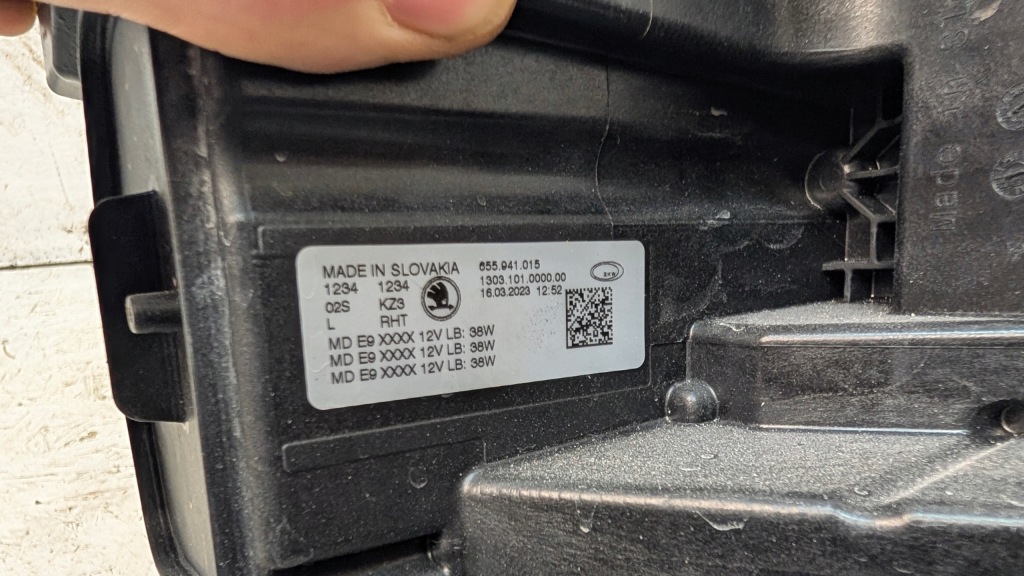 MADE IN SLOVAKIA
1234 1234
02S KZ3
L RHT
MD E9 XXXX 12V LB: 38W
MD E9 XXXX 12V LB: 38W
MD E9 XXXX 12V LB: 38W
655.941.015
1303.101.0000.00
16.03.2023 12:52
ZKW
Made in